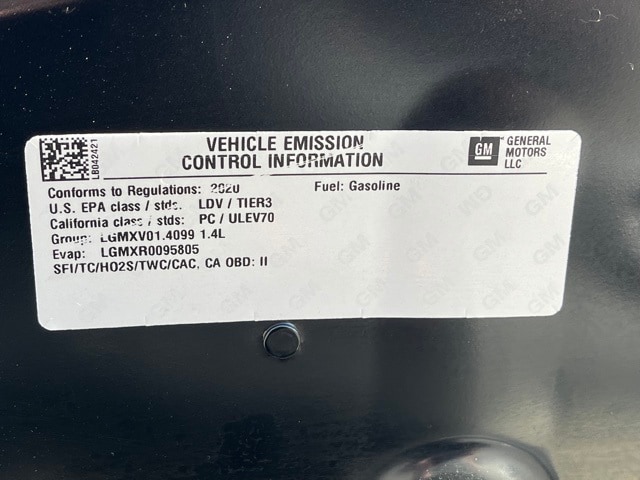 LB042421
VEHICLE EMISSION
CONTROL INFORMATION
GM
GENERAL
MOTORS
LLC
Conforms to Regulations: 2020
Fuel: Gasoline
U.S. EPA class / stds: LDV / TIER3
California class / stds: PC / ULEV70
Group: LGMXV01.4099 1.4L
Evap: LGMXR0095805
SFI/TC/HO2S/TWC/CAC, CA OBD: II